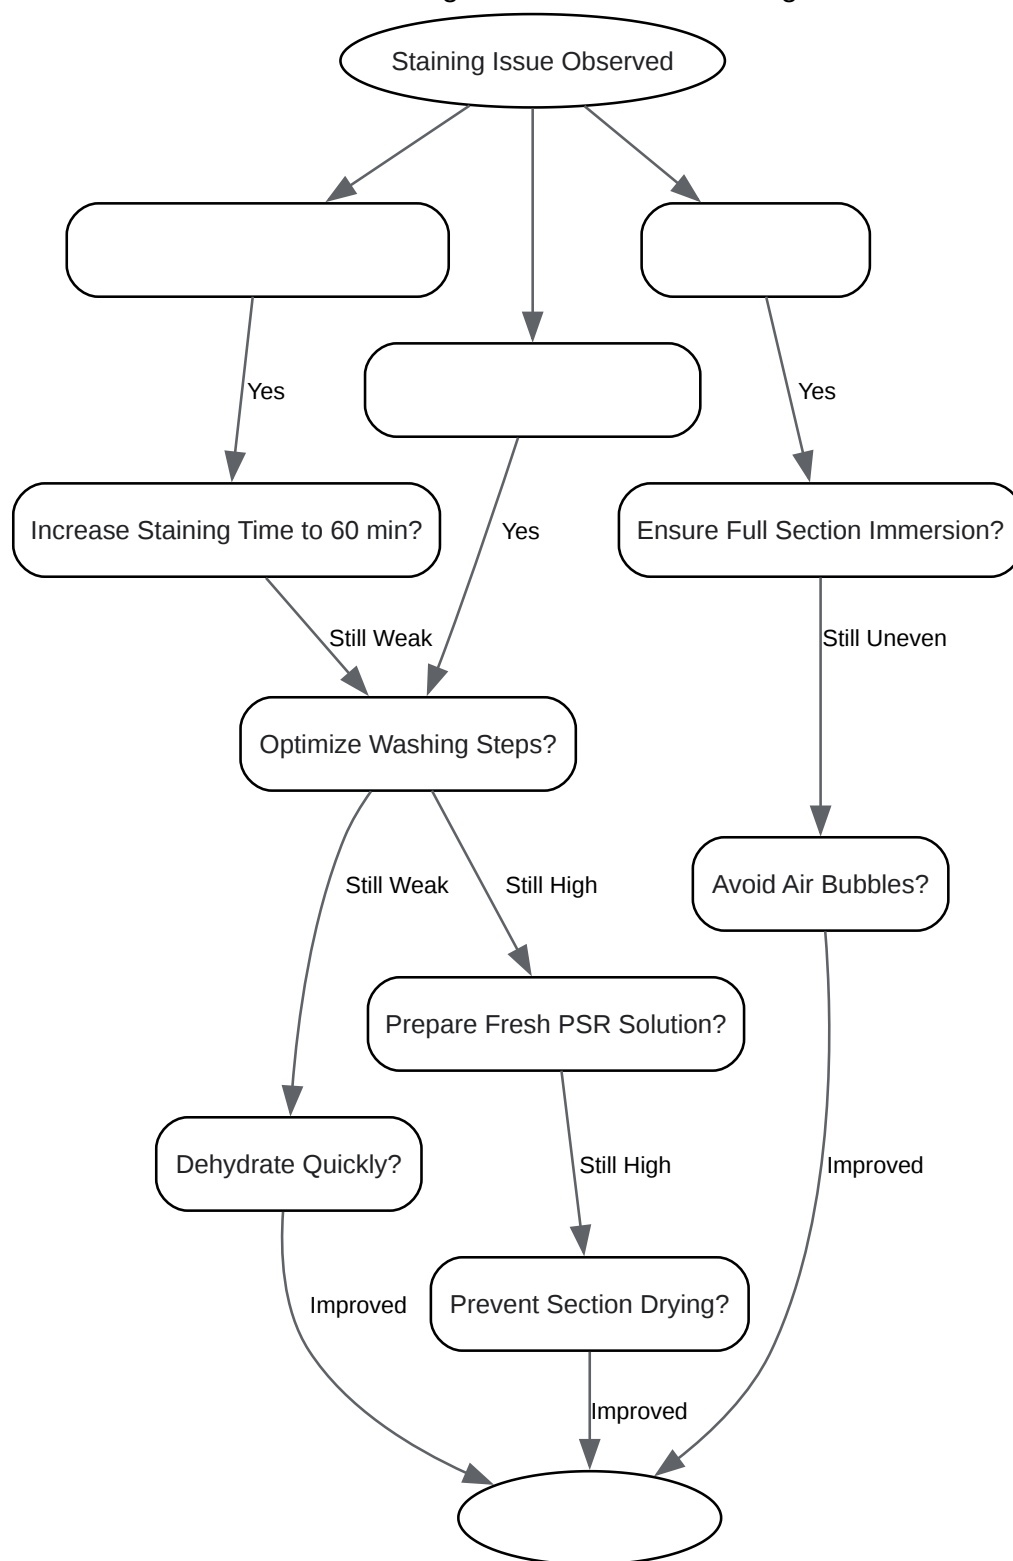 Staining Issue Observed
Yes
Yes
Increase Staining Time to 60 min?
Yes
Ensure Full Section Immersion?
Still Weak
Still Uneven
Optimize Washing Steps?
Still Weak
Still High
Avoid Air Bubbles?
Prepare Fresh PSR Solution?
Dehydrate Quickly?
Still High
Improved
Improved
Prevent Section Drying?
Improved